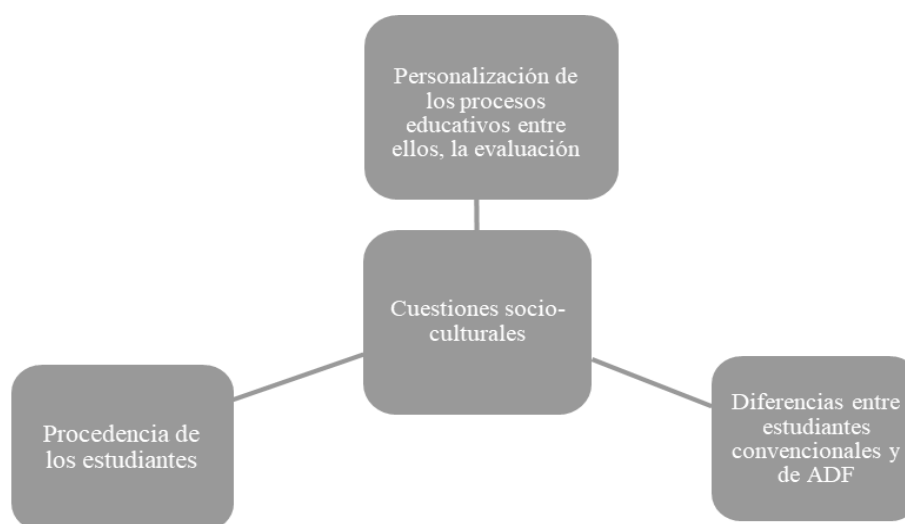 Personalización de
los procesos
educativos entre
ellos, la evaluación
Cuestiones socio-
culturales
Procedencia de
los estudiantes
Diferencias entre
estudiantes
convencionales y
de ADF